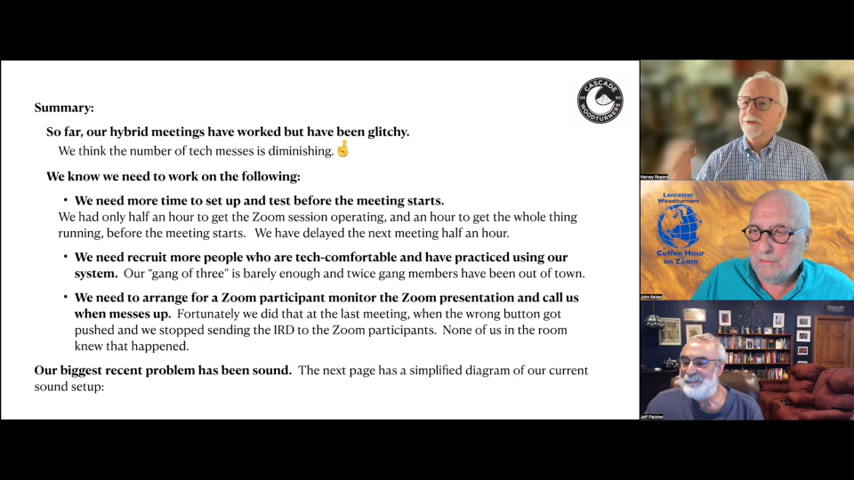 Summary:
So far, our hybrid meetings have worked but have been glitchy.
We think the number of tech messes is diminishing.
We know we need to work on the following:
• We need more time to set up and test before the meeting starts.
We had only half an hour to get the Zoom session operating, and an hour to get the whole thing
running, before the meeting starts. We have delayed the next meeting half an hour.
• We need recruit more people who are tech-comfortable and have practiced using our
system. Our “gang of three” is barely enough and twice gang members have been out of town.
• We need to arrange for a Zoom participant monitor the Zoom presentation and call us
when messes up. Fortunately we did that at the last meeting, when the wrong button got
pushed and we stopped sending the IRD to the Zoom participants. None of us in the room
knew that happened.
Our biggest recent problem has been sound. The next page has a simplified diagram of our current
sound setup:
CASCADE
WOODTURNERS
Harvey Rogers
Lancaster
Woodturners
Coffee Hour
on Zoom
John Kelsey
Jeff Fleisher